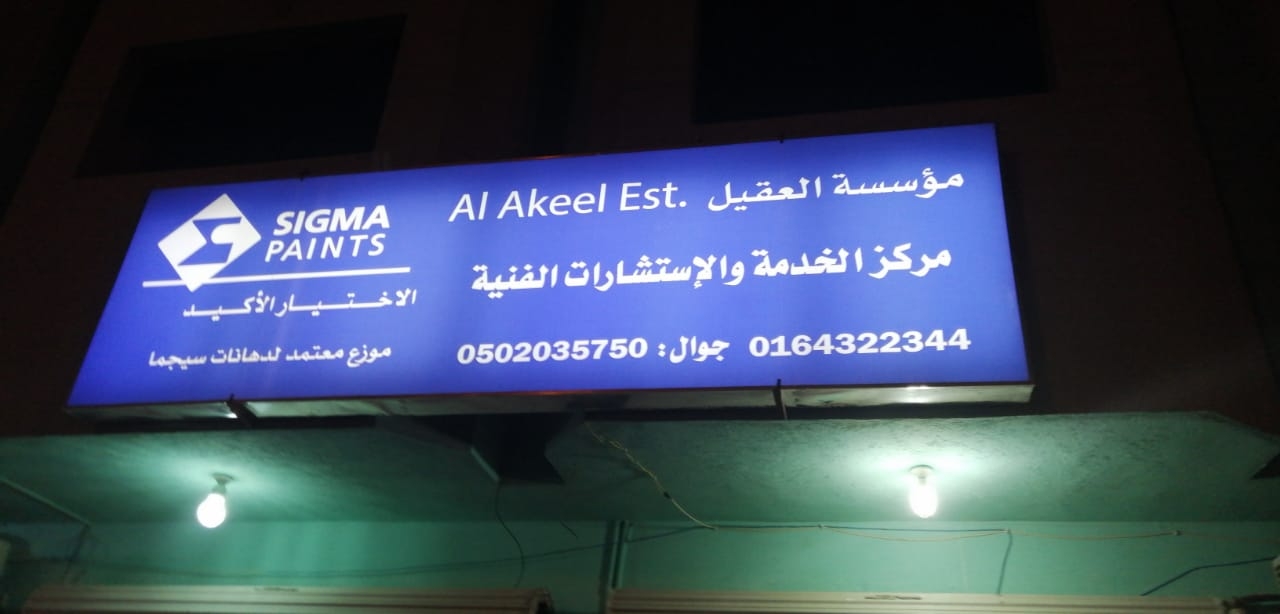 مؤسسة العقيل Al Akeel Est.
مركز الخدمة والإستشارات الفنية
0164322344 جوال: 0502035750
SIGMA
PAINTS
الاختيار الأكيد
موزع معتمد لدهانات سيجما